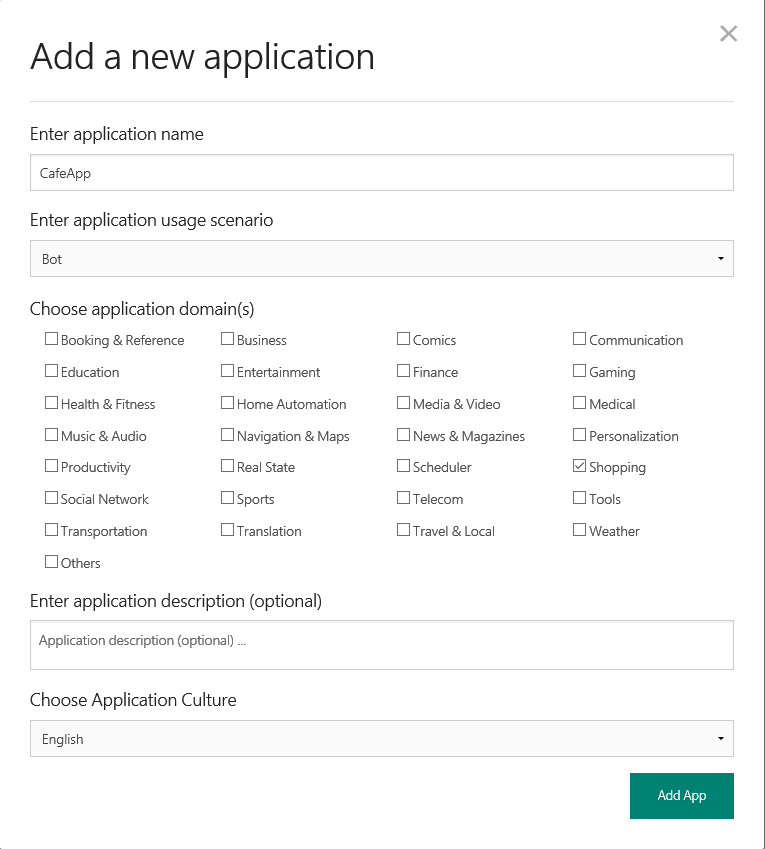 Add a new application
Enter application name
CafeApp
Enter application usage scenario
Bot
Choose application domain(s)
Booking & Reference Business Comics Communication
Education Entertainment Finance Gaming
Health & Fitness Home Automation Media & Video Medical
Music & Audio Navigation & Maps News & Magazines Personalization
Productivity Real State Scheduler Shopping
Social Network Sports Telecom Tools
Transportation Translation Travel & Local Weather
Others
Enter application description (optional)
Application description (optional) ...
Choose Application Culture
English
Add App